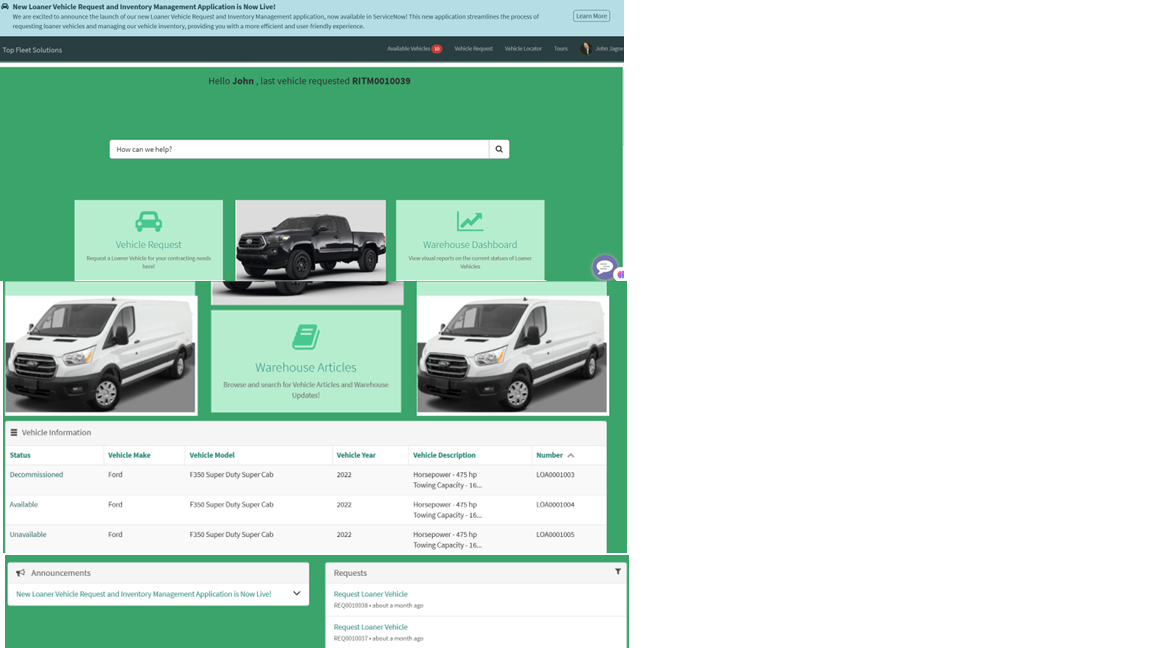 New Loaner Vehicle Request and Inventory Management Application is Now Live!
We are excited to announce the launch of our new Loaner Vehicle Request and Inventory Management application, now available in ServiceNow! This new application streamlines the process of
requesting loaner vehicles and managing our vehicle inventory, providing you with a more efficient and user-friendly experience.
Learn More
Top Fleet Solutions
Available Vehicles 10
Vehicle Request
Vehicle Locator
Tours
John Jagne
Hello John , last vehicle requested RITM0010039
How can we help?
Vehicle Request
Request a Loaner Vehicle for your contracting needs
here!
Warehouse Dashboard
View visual reports on the current statuses of Loaner
Vehicles
Warehouse Articles
Browse and search for Vehicle Articles and Warehouse
Updates!
Vehicle Information
Status Vehicle Make Vehicle Model Vehicle Year Vehicle Description Number
Decommissioned Ford F350 Super Duty Super Cab 2022 Horsepower - 475 hp LOA0001003
Towing Capacity - 16...
Available Ford F350 Super Duty Super Cab 2022 Horsepower - 475 hp LOA0001004
Towing Capacity - 16...
Unavailable Ford F350 Super Duty Super Cab 2022 Horsepower - 475 hp LOA0001005
Towing Capacity - 16...
Announcements
New Loaner Vehicle Request and Inventory Management Application is Now Live!
Requests
Request Loaner Vehicle
REQ0010038 • about a month ago
Request Loaner Vehicle
REQ0010037 • about a month ago